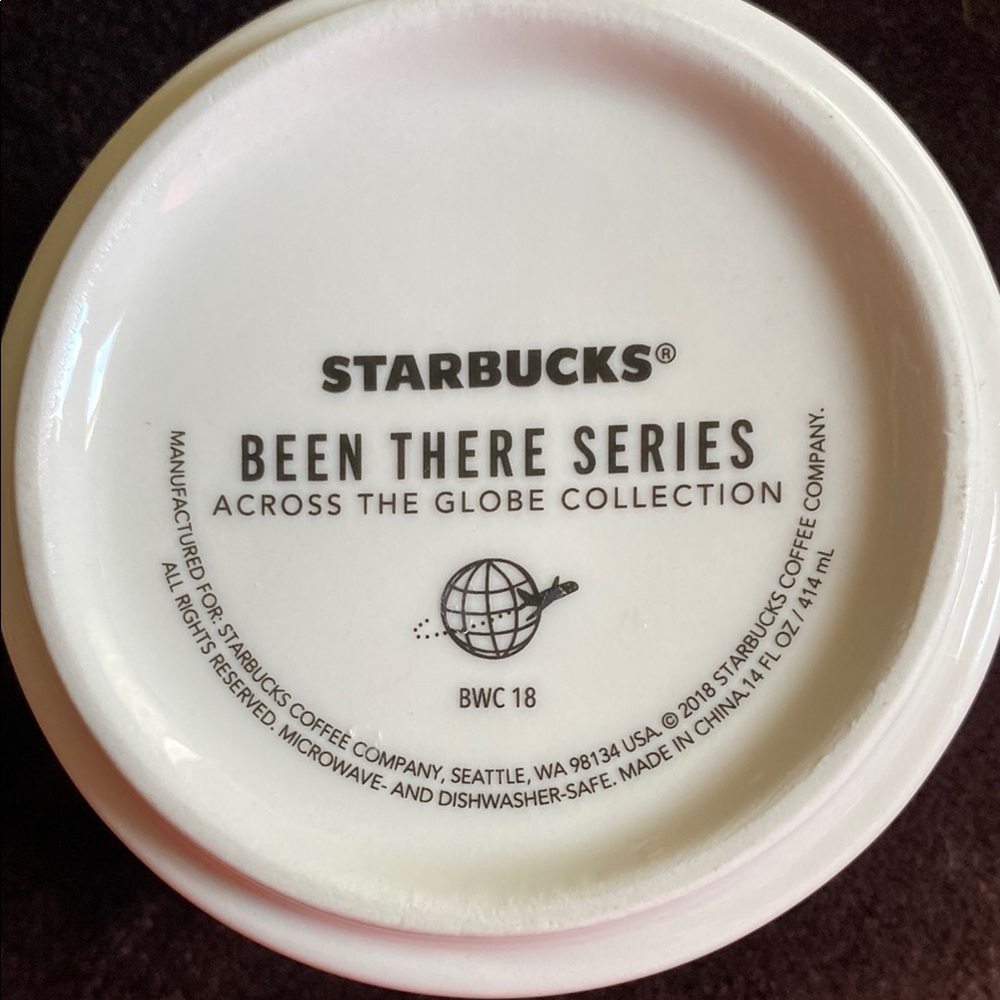 STARBUCKS®
BEEN THERE SERIES
ACROSS THE GLOBE COLLECTION
BWC 18
MANUFACTURED FOR: STARBUCKS COFFEE COMPANY, SEATTLE, WA 98134 USA. © 2018 STARBUCKS COFFEE COMPANY.
ALL RIGHTS RESERVED. MICROWAVE- AND DISHWASHER-SAFE. MADE IN CHINA.14 FL OZ / 414 mL